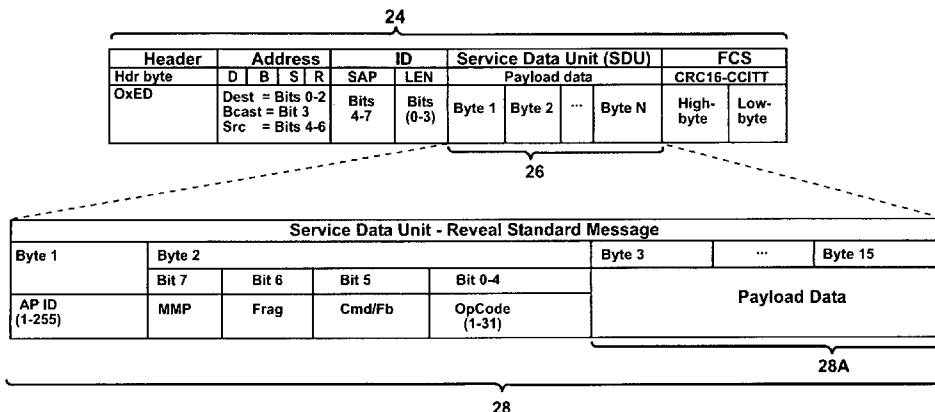 24
Header Address ID Service Data Unit (SDU) FCS
Hdr byte D B S R SAP LEN Payload data CRC16-CCITT
OxED Dest = Bits 0-2 Bits Bits Byte 1 Byte 2 ... Byte N High- Low-
Bcast = Bit 3 4-7 (0-3) byte byte
Src = Bits 4-6
26
Service Data Unit - Reveal Standard Message
Byte 1 Byte 2 Byte 3 ... Byte 15
Bit 7 Bit 6 Bit 5 Bit 0-4
AP ID MMP Frag Cmd/Fb OpCode Payload Data
(1-255) (1-31)
28A
28